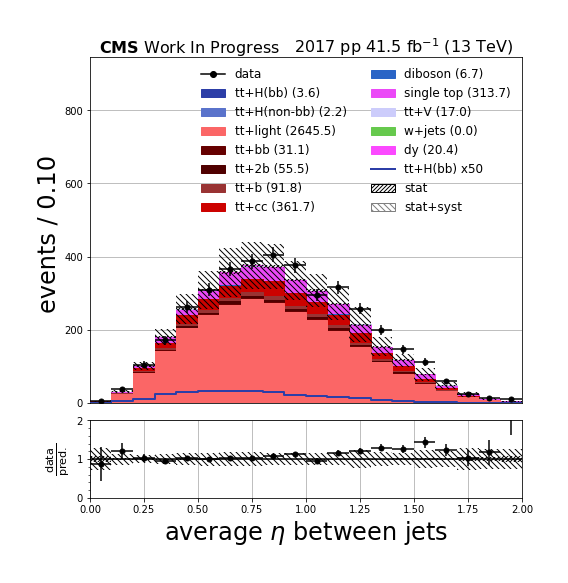 CMS Work In Progress 2017 pp 41.5 fb⁻¹ (13 TeV)
data
tt+H(bb) (3.6)
tt+H(non-bb) (2.2)
tt+light (2645.5)
tt+bb (31.1)
tt+2b (55.5)
tt+b (91.8)
tt+cc (361.7)
diboson (6.7)
single top (313.7)
tt+V (17.0)
w+jets (0.0)
dy (20.4)
tt+H(bb) x50
stat
stat+syst
events / 0.10
800
600
400
200
0
data
pred.
2
1
0
0.00 0.25 0.50 0.75 1.00 1.25 1.50 1.75 2.00
average η between jets